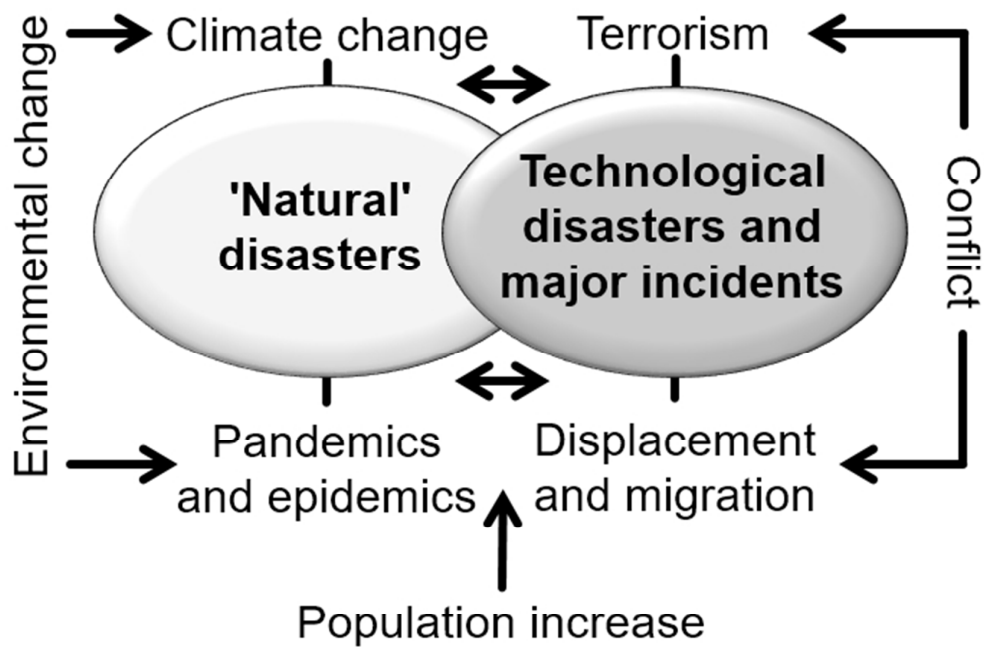 Environmental change
Climate change
Terrorism
'Natural'
disasters
Technological
disasters and
major incidents
Conflict
Pandemics
and epidemics
Displacement
and migration
Population increase